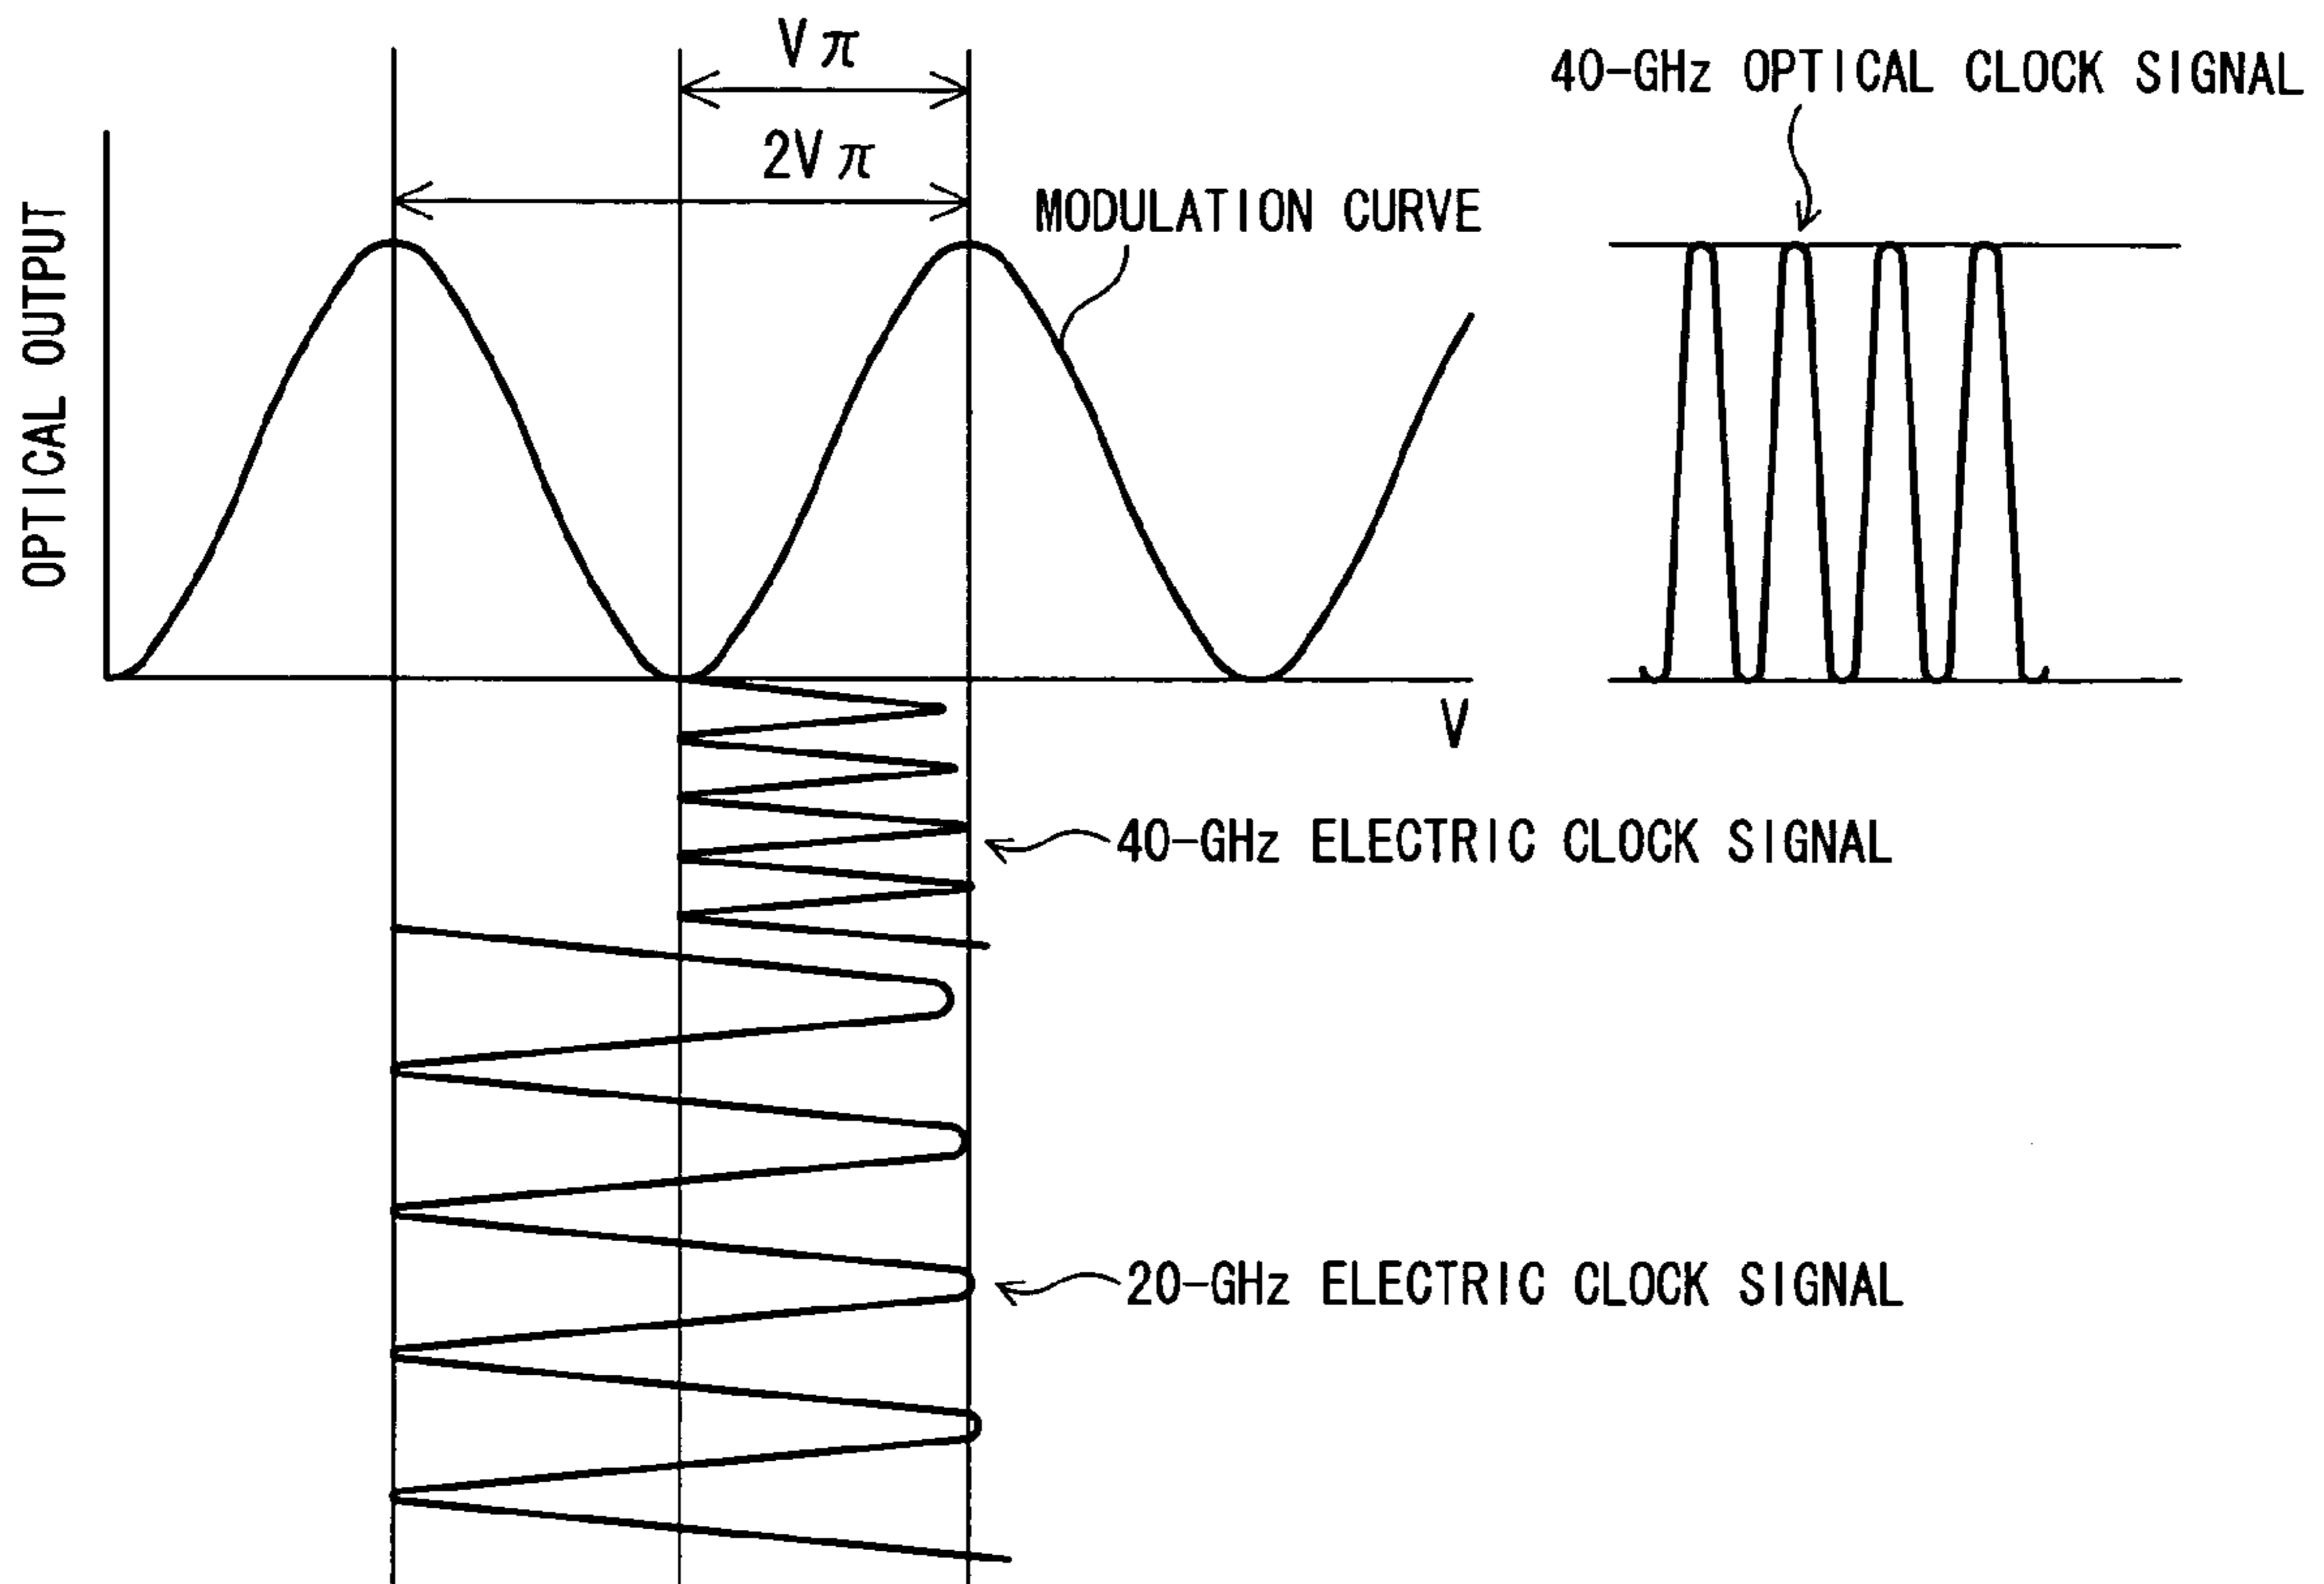 Vπ
40-GHz OPTICAL CLOCK SIGNAL
2Vπ
MODULATION CURVE
OPTICAL OUTPUT
V
40-GHz ELECTRIC CLOCK SIGNAL
20-GHz ELECTRIC CLOCK SIGNAL